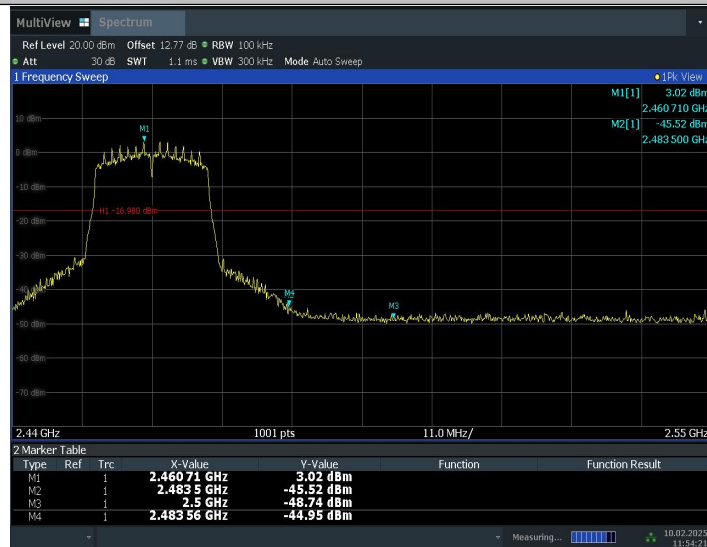 MultiView Spectrum
Ref Level 20.00 dBm Offset 12.77 dB RBW 100 kHz
Att 30 dB SWT 1.1 ms VBW 300 kHz Mode Auto Sweep
1 Frequency Sweep 1Pk View
M1[1] 3.02 dBm
2.460 710 GHz
M2[1] -45.52 dBm
2.483 500 GHz
10 dBm
M1
0 dBm
-10 dBm
H1 -16.980 dBm
-20 dBm
-30 dBm
-40 dBm
M4
M3
-50 dBm
-60 dBm
-70 dBm
2.44 GHz 1001 pts 11.0 MHz/ 2.55 GHz
2 Marker Table
Type Ref Trc X-Value Y-Value Function Function Result
M1 1 2.460 71 GHz 3.02 dBm
M2 1 2.483 5 GHz -45.52 dBm
M3 1 2.5 GHz -48.74 dBm
M4 1 2.483 56 GHz -44.95 dBm
Measuring... 10.02.2025
11:54:21